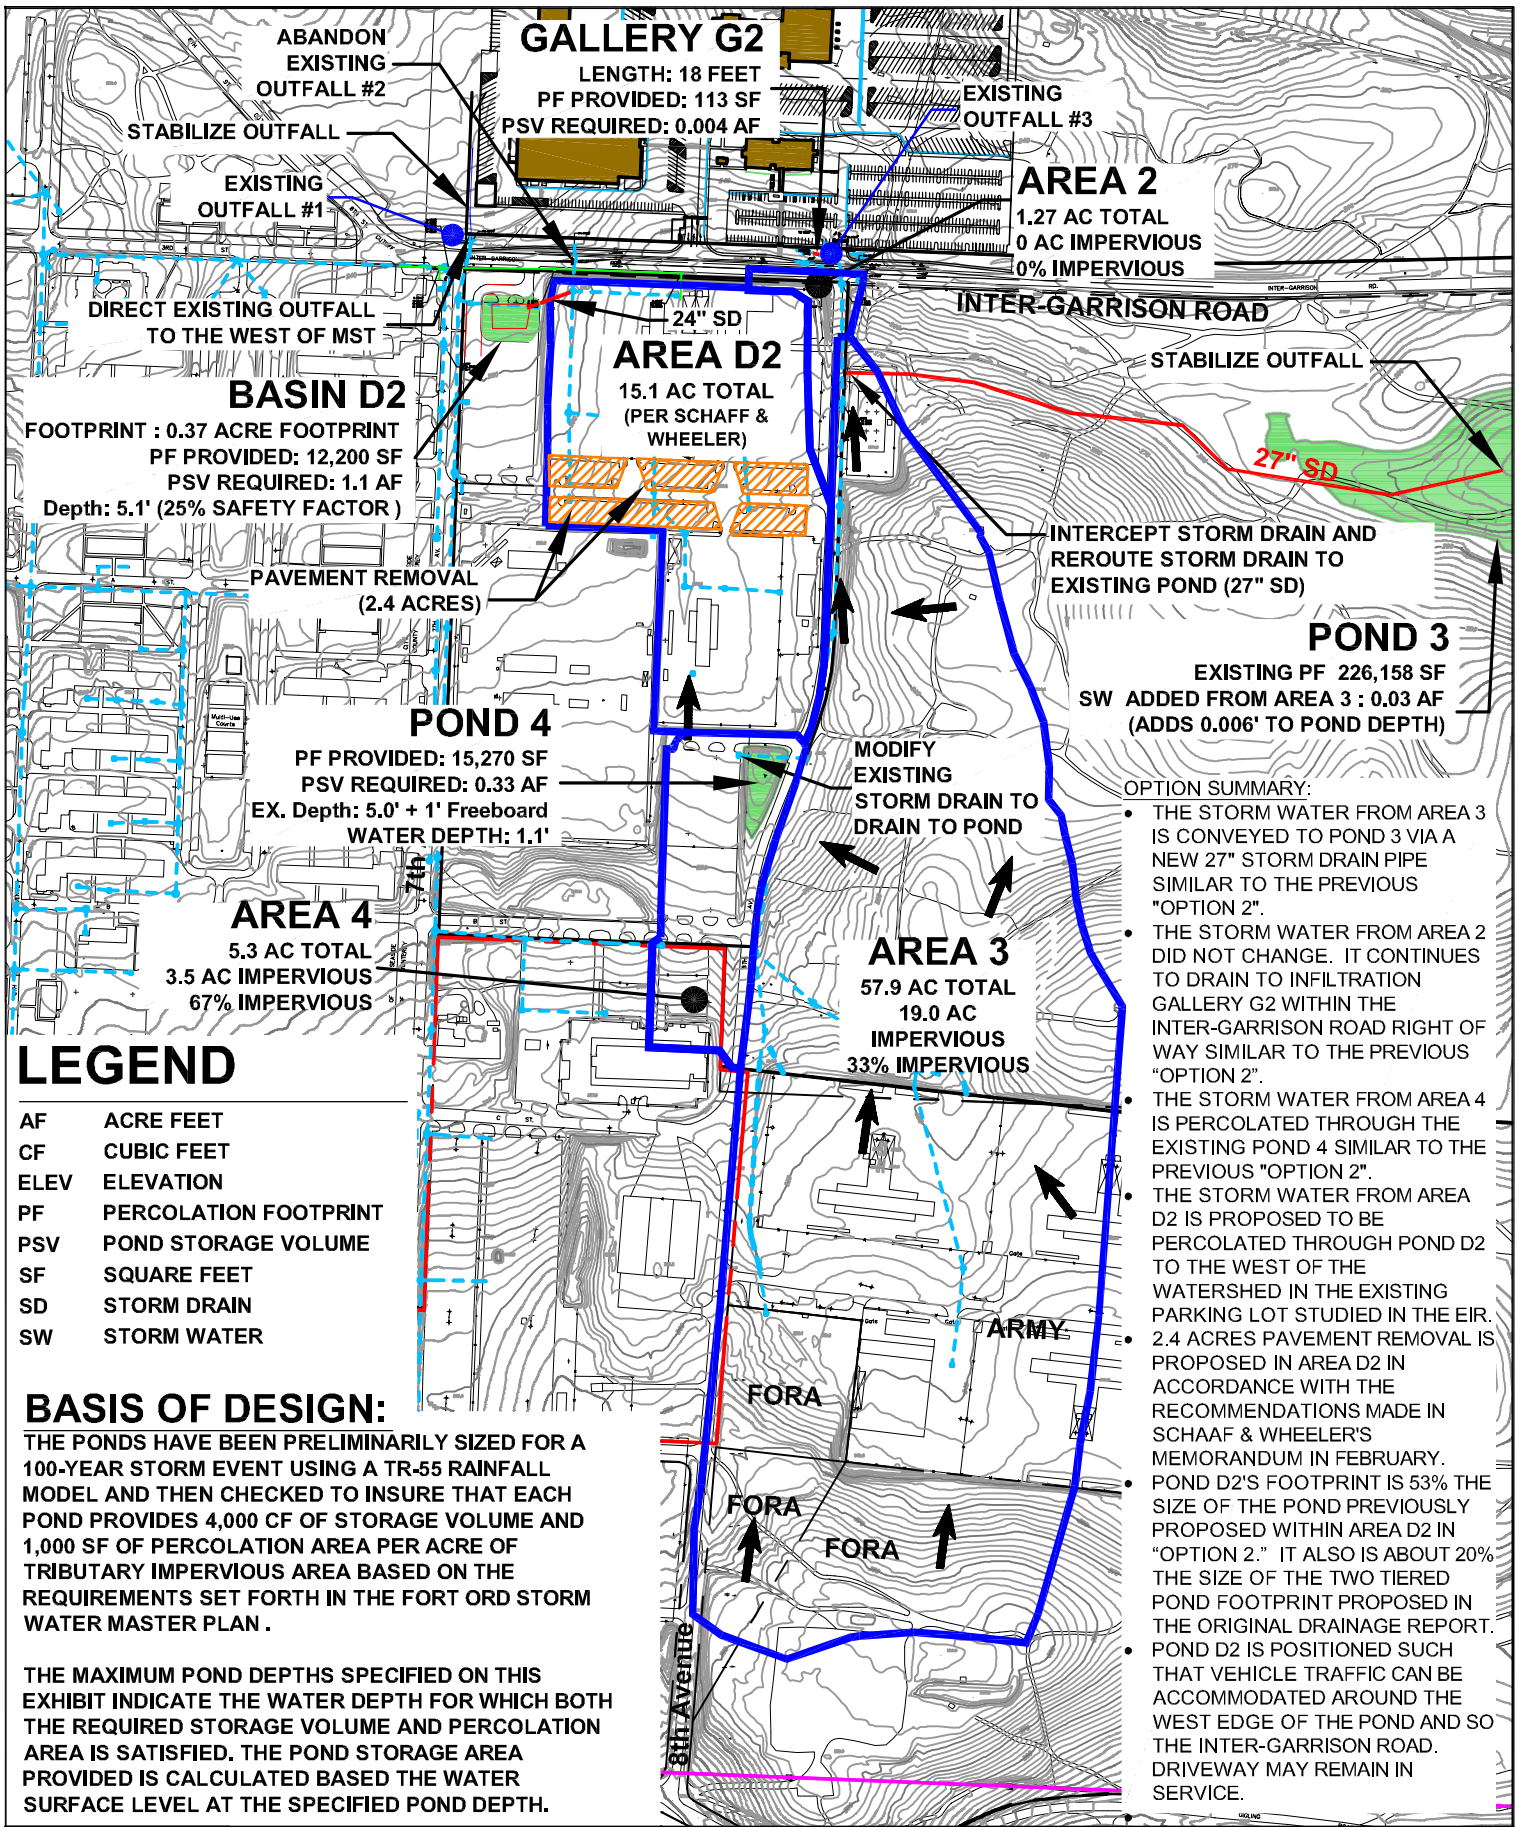 ABANDON
EXISTING
OUTFALL #2
GALLERY G2
LENGTH: 18 FEET
PF PROVIDED: 113 SF
PSV REQUIRED: 0.004 AF
EXISTING
OUTFALL #3
STABILIZE OUTFALL
EXISTING
OUTFALL #1
AREA 2
1.27 AC TOTAL
0 AC IMPERVIOUS
0% IMPERVIOUS
3RD ST
INTER-GARRISON
INTER-GARRISON RD.
INTER-GARRISON ROAD
DIRECT EXISTING OUTFALL
TO THE WEST OF MST
24" SD
AREA D2
15.1 AC TOTAL
(PER SCHAFF &
WHEELER)
STABILIZE OUTFALL
BASIN D2
FOOTPRINT : 0.37 ACRE FOOTPRINT
PF PROVIDED: 12,200 SF
PSV REQUIRED: 1.1 AF
Depth: 5.1' (25% SAFETY FACTOR )
27" SD
INTERCEPT STORM DRAIN AND
REROUTE STORM DRAIN TO
EXISTING POND (27" SD)
PAVEMENT REMOVAL
(2.4 ACRES)
POND 3
EXISTING PF 226,158 SF
SW ADDED FROM AREA 3 : 0.03 AF
(ADDS 0.006' TO POND DEPTH)
Multi-Use
Courts
POND 4
PF PROVIDED: 15,270 SF
PSV REQUIRED: 0.33 AF
EX. Depth: 5.0' + 1' Freeboard
WATER DEPTH: 1.1'
MODIFY
EXISTING
STORM DRAIN TO
DRAIN TO POND
7th
B ST.
AREA 4
5.3 AC TOTAL
3.5 AC IMPERVIOUS
67% IMPERVIOUS
AREA 3
57.9 AC TOTAL
19.0 AC
IMPERVIOUS
33% IMPERVIOUS
C ST.
OPTION SUMMARY:
• THE STORM WATER FROM AREA 3
IS CONVEYED TO POND 3 VIA A
NEW 27" STORM DRAIN PIPE
SIMILAR TO THE PREVIOUS
"OPTION 2".
• THE STORM WATER FROM AREA 2
DID NOT CHANGE. IT CONTINUES
TO DRAIN TO INFILTRATION
GALLERY G2 WITHIN THE
INTER-GARRISON ROAD RIGHT OF
WAY SIMILAR TO THE PREVIOUS
“OPTION 2”.
• THE STORM WATER FROM AREA 4
IS PERCOLATED THROUGH THE
EXISTING POND 4 SIMILAR TO THE
PREVIOUS "OPTION 2".
• THE STORM WATER FROM AREA
D2 IS PROPOSED TO BE
PERCOLATED THROUGH POND D2
TO THE WEST OF THE
WATERSHED IN THE EXISTING
PARKING LOT STUDIED IN THE EIR.
• 2.4 ACRES PAVEMENT REMOVAL IS
PROPOSED IN AREA D2 IN
ACCORDANCE WITH THE
RECOMMENDATIONS MADE IN
SCHAAF & WHEELER'S
MEMORANDUM IN FEBRUARY.
• POND D2'S FOOTPRINT IS 53% THE
SIZE OF THE POND PREVIOUSLY
PROPOSED WITHIN AREA D2 IN
“OPTION 2.” IT ALSO IS ABOUT 20%
THE SIZE OF THE TWO TIERED
POND FOOTPRINT PROPOSED IN
THE ORIGINAL DRAINAGE REPORT.
• POND D2 IS POSITIONED SUCH
THAT VEHICLE TRAFFIC CAN BE
ACCOMMODATED AROUND THE
WEST EDGE OF THE POND AND SO
THE INTER-GARRISON ROAD.
DRIVEWAY MAY REMAIN IN
SERVICE.
LEGEND
AF ACRE FEET
CF CUBIC FEET
ELEV ELEVATION
PF PERCOLATION FOOTPRINT
PSV POND STORAGE VOLUME
SF SQUARE FEET
SD STORM DRAIN
SW STORM WATER
Gate
Gate
Gate
ARMY
FORA
FORA
FORA
8th Avenue
GIGLING
BASIS OF DESIGN:
THE PONDS HAVE BEEN PRELIMINARILY SIZED FOR A
100-YEAR STORM EVENT USING A TR-55 RAINFALL
MODEL AND THEN CHECKED TO INSURE THAT EACH
POND PROVIDES 4,000 CF OF STORAGE VOLUME AND
1,000 SF OF PERCOLATION AREA PER ACRE OF
TRIBUTARY IMPERVIOUS AREA BASED ON THE
REQUIREMENTS SET FORTH IN THE FORT ORD STORM
WATER MASTER PLAN .
THE MAXIMUM POND DEPTHS SPECIFIED ON THIS
EXHIBIT INDICATE THE WATER DEPTH FOR WHICH BOTH
THE REQUIRED STORAGE VOLUME AND PERCOLATION
AREA IS SATISFIED. THE POND STORAGE AREA
PROVIDED IS CALCULATED BASED THE WATER
SURFACE LEVEL AT THE SPECIFIED POND DEPTH.